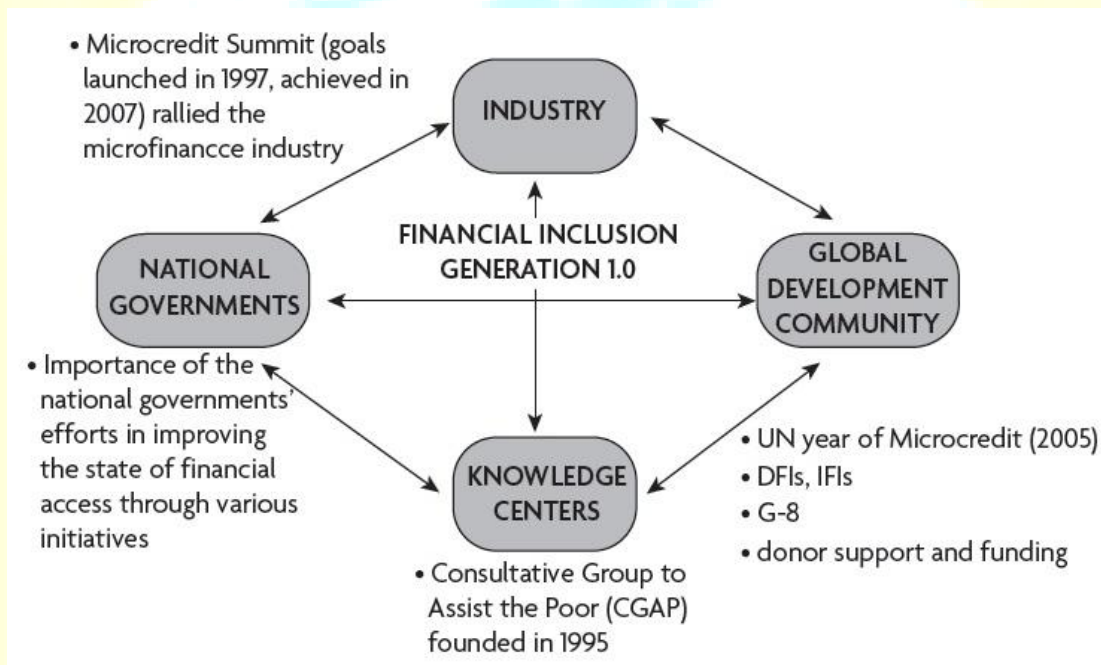 • Microcredit Summit (goals
launched in 1997, achieved in
2007) rallied the
microfinancce industry
INDUSTRY
FINANCIAL INCLUSION
GENERATION 1.0
NATIONAL
GOVERNMENTS
GLOBAL
DEVELOPMENT
COMMUNITY
• Importance of the
national governments’
efforts in improving
the state of financial
access through various
initiatives
KNOWLEDGE
CENTERS
• Consultative Group to
Assist the Poor (CGAP)
founded in 1995
• UN year of Microcredit (2005)
• DFIs, IFIs
• G-8
• donor support and funding